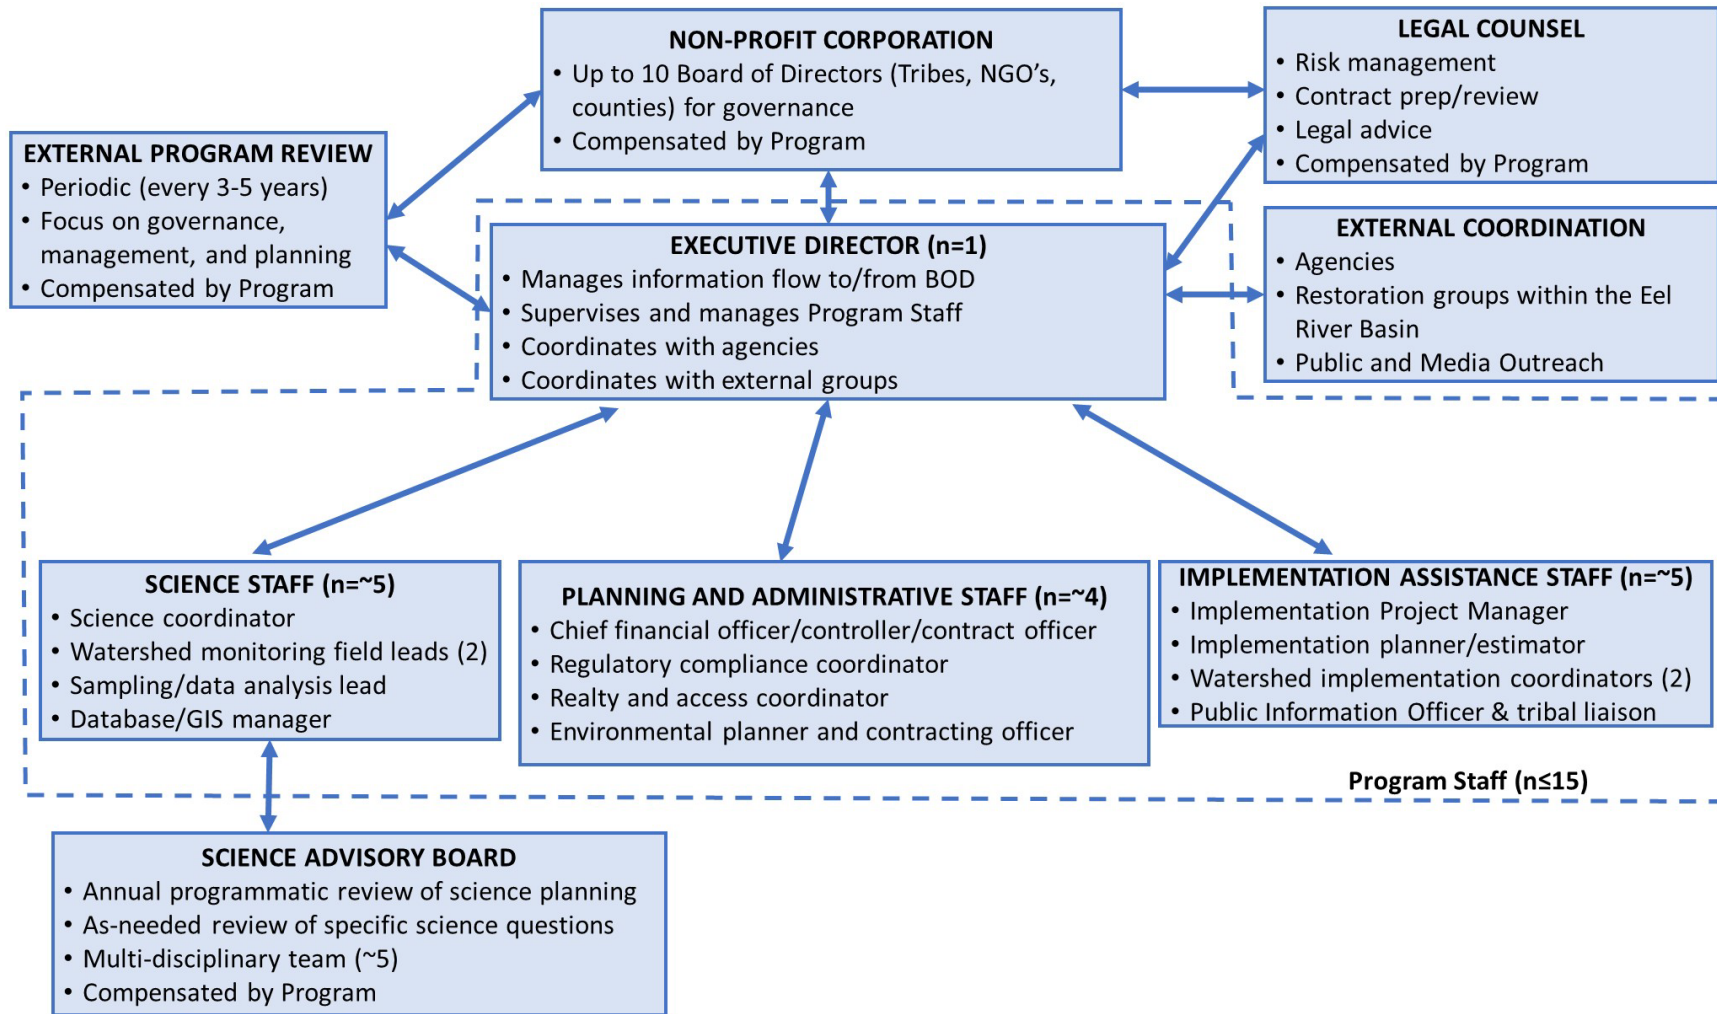 NON-PROFIT CORPORATION
• Up to 10 Board of Directors (Tribes, NGO’s,
counties) for governance
• Compensated by Program
LEGAL COUNSEL
• Risk management
• Contract prep/review
• Legal advice
• Compensated by Program
EXTERNAL PROGRAM REVIEW
• Periodic (every 3-5 years)
• Focus on governance,
management, and planning
• Compensated by Program
EXECUTIVE DIRECTOR (n=1)
• Manages information flow to/from BOD
• Supervises and manages Program Staff
• Coordinates with agencies
• Coordinates with external groups
EXTERNAL COORDINATION
• Agencies
• Restoration groups within the Eel
River Basin
• Public and Media Outreach
SCIENCE STAFF (n=~5)
• Science coordinator
• Watershed monitoring field leads (2)
• Sampling/data analysis lead
• Database/GIS manager
PLANNING AND ADMINISTRATIVE STAFF (n=~4)
• Chief financial officer/controller/contract officer
• Regulatory compliance coordinator
• Realty and access coordinator
• Environmental planner and contracting officer
IMPLEMENTATION ASSISTANCE STAFF (n=~5)
• Implementation Project Manager
• Implementation planner/estimator
• Watershed implementation coordinators (2)
• Public Information Officer & tribal liaison
Program Staff (n≤15)
SCIENCE ADVISORY BOARD
• Annual programmatic review of science planning
• As-needed review of specific science questions
• Multi-disciplinary team (~5)
• Compensated by Program